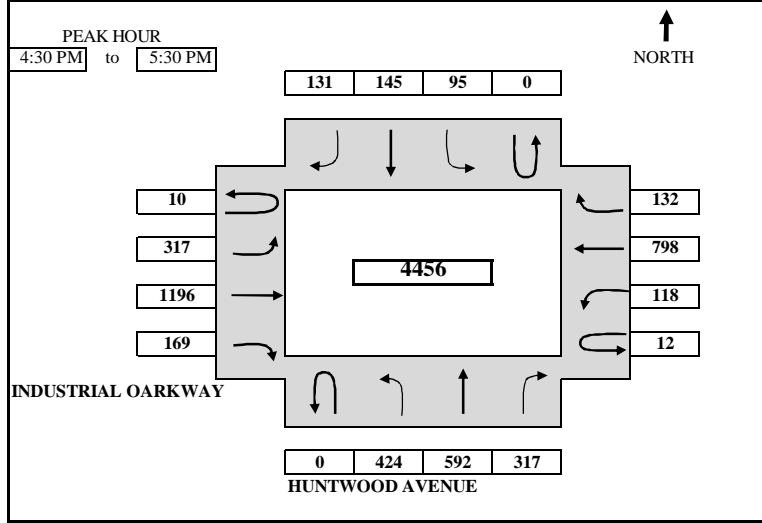 PEAK HOUR
4:30 PM to 5:30 PM
NORTH
131 145 95 0
10 132
317 798
4456
1196 118
169 12
INDUSTRIAL OARKWAY
0 424 592 317
HUNTWOOD AVENUE